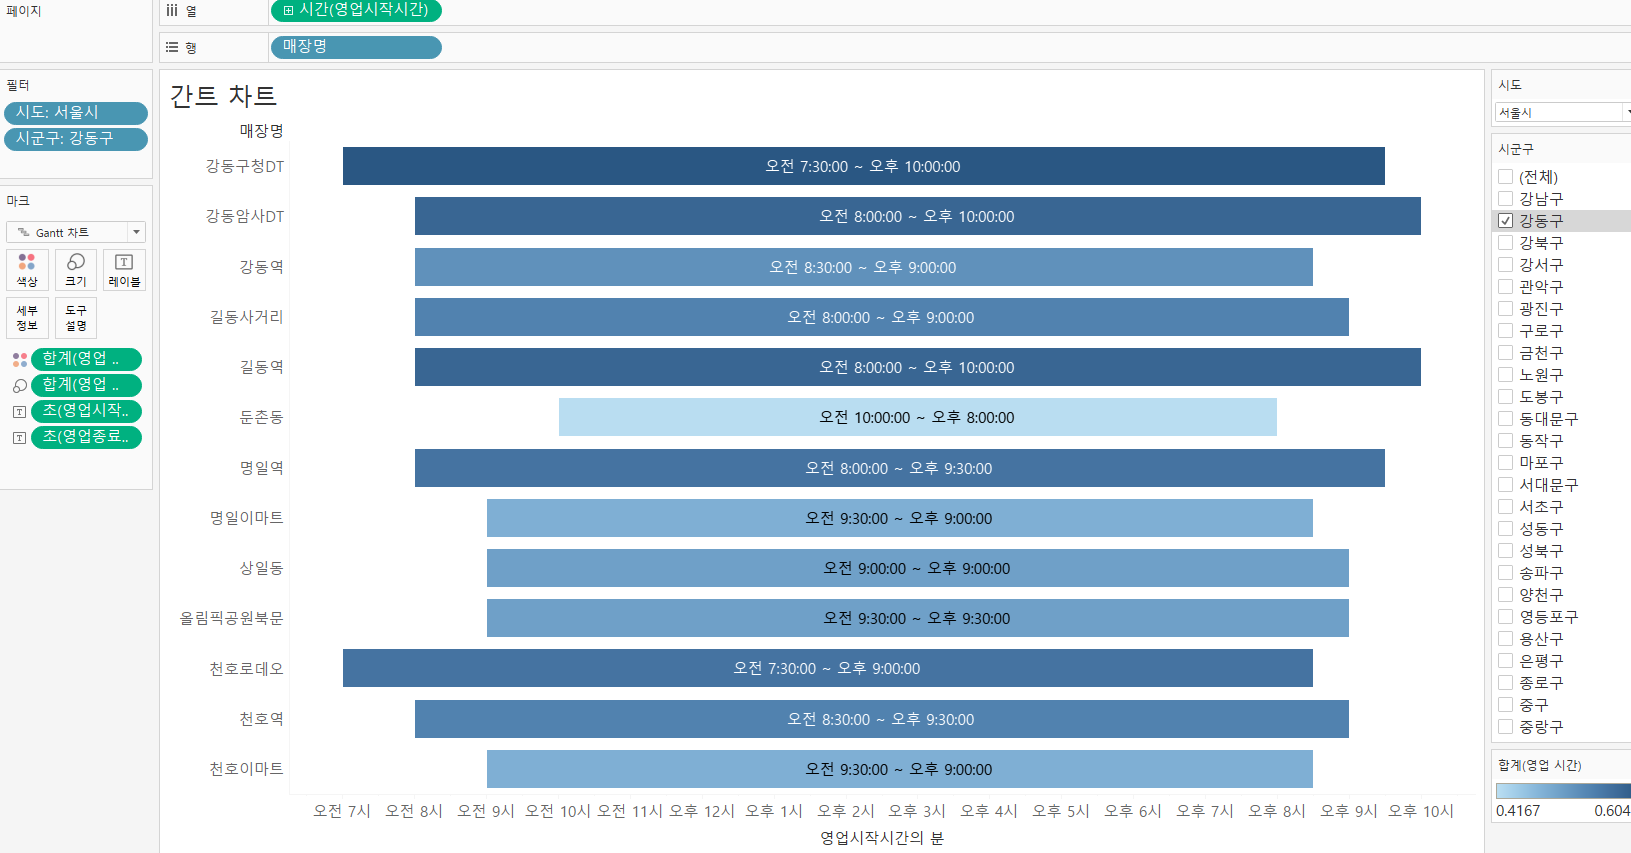 페이지
열
시간(영업시작시간)
행
매장명
필터
시도: 서울시
시군구: 강동구
마크
Gantt 차트
색상
크기
레이블
세부
정보
도구
설명
합계(영업 ..
합계(영업 ..
초(영업시작..
초(영업종료..
간트 차트
매장명
강동구청DT
오전 7:30:00 ~ 오후 10:00:00
강동암사DT
오전 8:00:00 ~ 오후 10:00:00
강동역
오전 8:30:00 ~ 오후 9:00:00
길동사거리
오전 8:00:00 ~ 오후 9:00:00
길동역
오전 8:00:00 ~ 오후 10:00:00
둔촌동
오전 10:00:00 ~ 오후 8:00:00
명일역
오전 8:00:00 ~ 오후 9:30:00
명일이마트
오전 9:30:00 ~ 오후 9:00:00
상일동
오전 9:00:00 ~ 오후 9:00:00
올림픽공원북문
오전 9:30:00 ~ 오후 9:30:00
천호로데오
오전 7:30:00 ~ 오후 9:00:00
천호역
오전 8:30:00 ~ 오후 9:30:00
천호이마트
오전 9:30:00 ~ 오후 9:00:00
오전 7시 오전 8시 오전 9시 오전 10시 오전 11시 오후 12시 오후 1시 오후 2시 오후 3시 오후 4시 오후 5시 오후 6시 오후 7시 오후 8시 오후 9시 오후 10시
영업시작시간의 분
시도
서울시
시군구
(전체)
강남구
강동구
강북구
강서구
관악구
광진구
구로구
금천구
노원구
도봉구
동대문구
동작구
마포구
서대문구
서초구
성동구
성북구
송파구
양천구
영등포구
용산구
은평구
종로구
중구
중랑구
합계(영업 시간)
0.4167 0.604